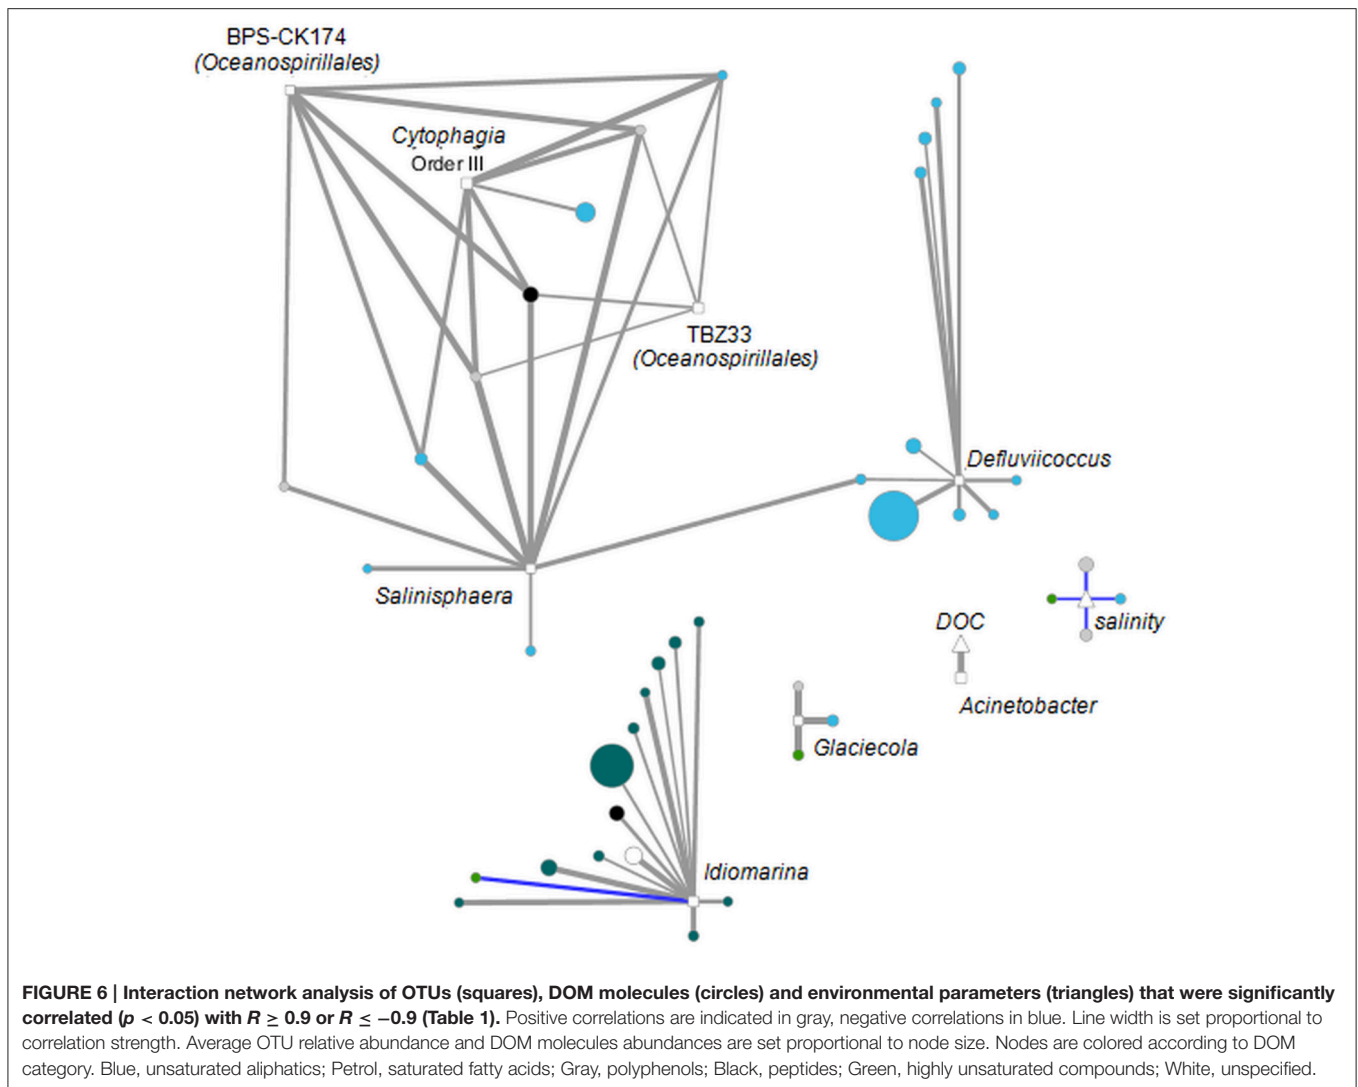 BPS-CK174
(Oceanospirillales)
Cytophagia
Order III
TBZ33
(Oceanospirillales)
Defluviicoccus
Salinisphaera
salinity
DOC
Acinetobacter
Glaciecola
Idiomarina
FIGURE 6 | Interaction network analysis of OTUs (squares), DOM molecules (circles) and environmental parameters (triangles) that were significantly
correlated (p < 0.05) with R ≥ 0.9 or R ≤ −0.9 (Table 1). Positive correlations are indicated in gray, negative correlations in blue. Line width is set proportional to
correlation strength. Average OTU relative abundance and DOM molecules abundances are set proportional to node size. Nodes are colored according to DOM
category. Blue, unsaturated aliphatics; Petrol, saturated fatty acids; Gray, polyphenols; Black, peptides; Green, highly unsaturated compounds; White, unspecified.